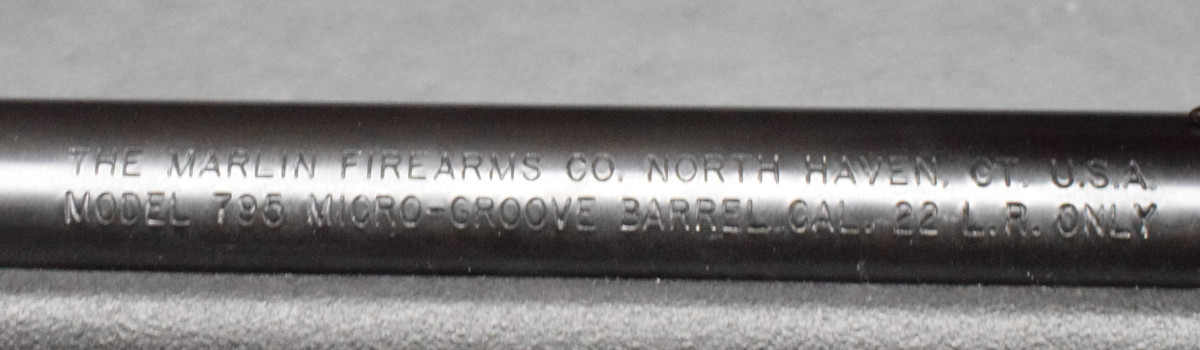 THE MARLIN FIREARMS CO. NORTH HAVEN, CT. U.S.A.
MODEL 795 MICRO-GROOVE BARREL.CAL. 22 L.R. ONLY